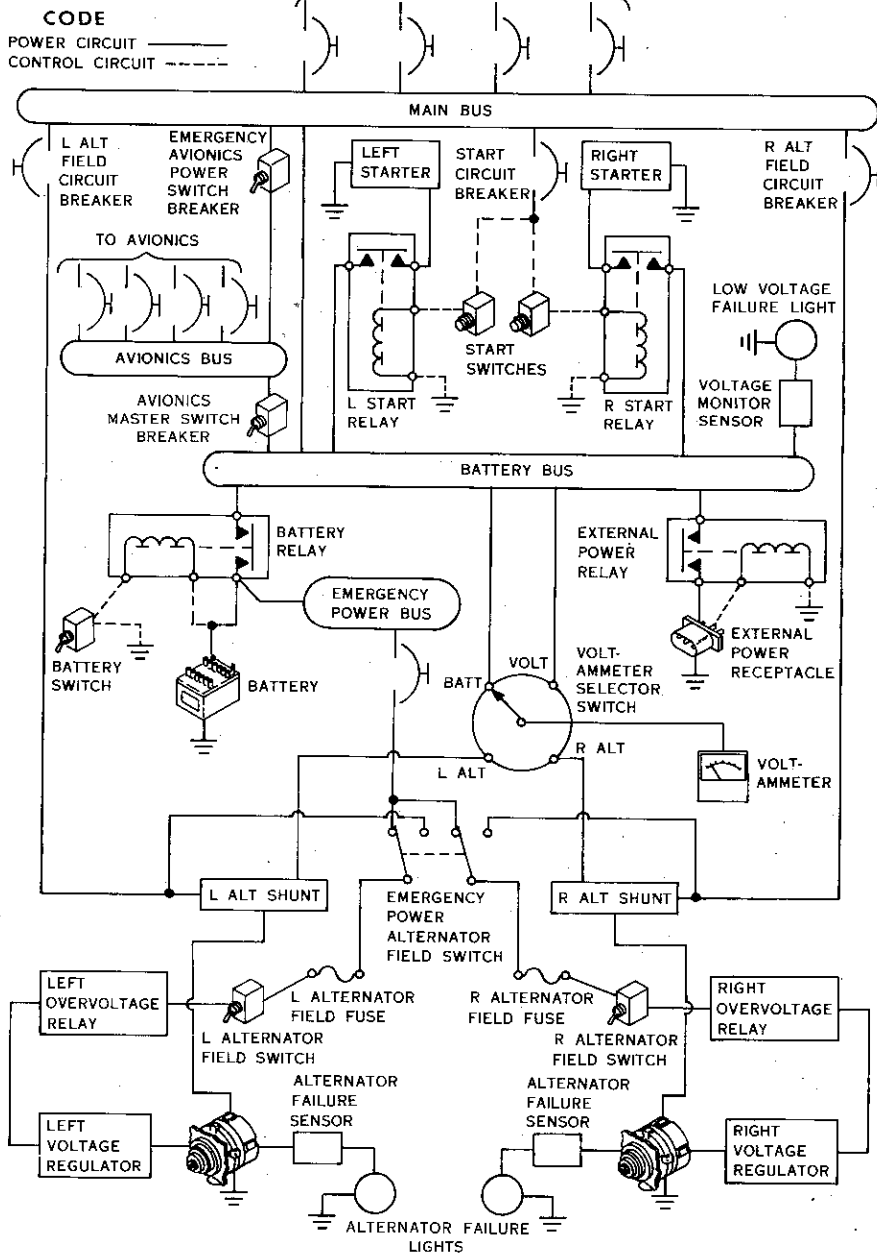 CODE
POWER CIRCUIT
CONTROL CIRCUIT
MAIN BUS
L ALT
FIELD
CIRCUIT
BREAKER
EMERGENCY
AVIONICS
POWER
SWITCH
BREAKER
LEFT
STARTER
START
CIRCUIT
BREAKER
RIGHT
STARTER
R ALT
FIELD
CIRCUIT
BREAKER
TO AVIONICS
LOW VOLTAGE
FAILURE LIGHT
AVIONICS BUS
START
SWITCHES
AVIONICS
MASTER SWITCH
BREAKER
L START
RELAY
R START
RELAY
VOLTAGE
MONITOR
SENSOR
BATTERY BUS
BATTERY
RELAY
EXTERNAL
POWER
RELAY
EMERGENCY
POWER BUS
BATTERY
SWITCH
BATTERY
VOLT
BATT
VOLT-
AMMETER
SELECTOR
SWITCH
EXTERNAL
POWER
RECEPTACLE
L ALT
R ALT
VOLT-
AMMETER
L ALT SHUNT
EMERGENCY
POWER
ALTERNATOR
FIELD SWITCH
R ALT SHUNT
LEFT
OVERVOLTAGE
RELAY
L ALTERNATOR
FIELD FUSE
R ALTERNATOR
FIELD FUSE
RIGHT
OVERVOLTAGE
RELAY
L ALTERNATOR
FIELD SWITCH
R ALTERNATOR
FIELD SWITCH
ALTERNATOR
FAILURE
SENSOR
ALTERNATOR
FAILURE
SENSOR
LEFT
VOLTAGE
REGULATOR
RIGHT
VOLTAGE
REGULATOR
ALTERNATOR FAILURE
LIGHTS